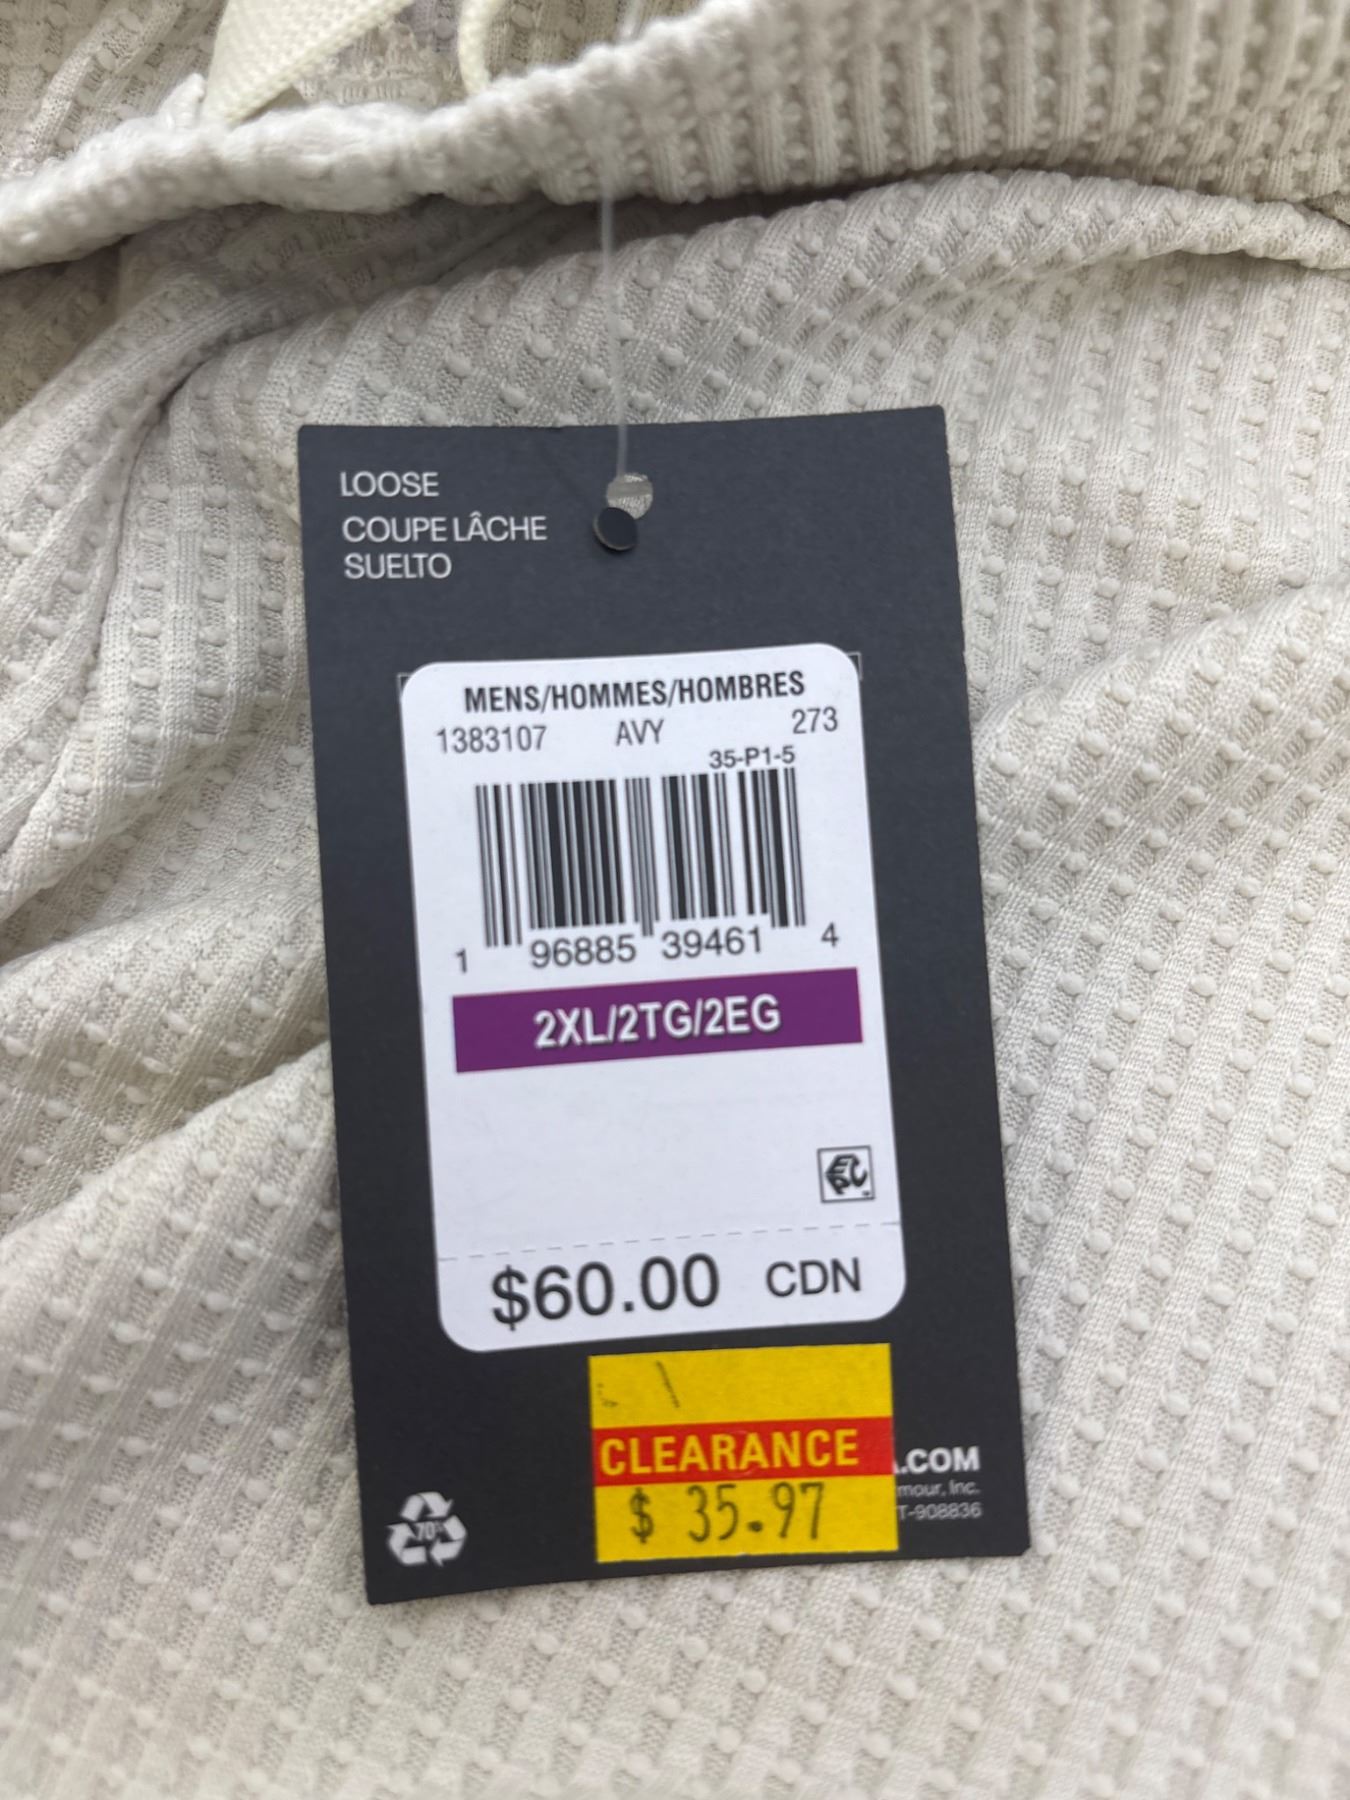 LOOSE
COUPE LÂCHE
SUELTO
MENS/HOMMES/HOMBRES
1383107 AVY 273
35-P1-5
1 96885 39461 4
2XL/2TG/2EG
$60.00 CDN
CLEARANCE
$ 35.97
.COM
Inc.
T-908836
70%